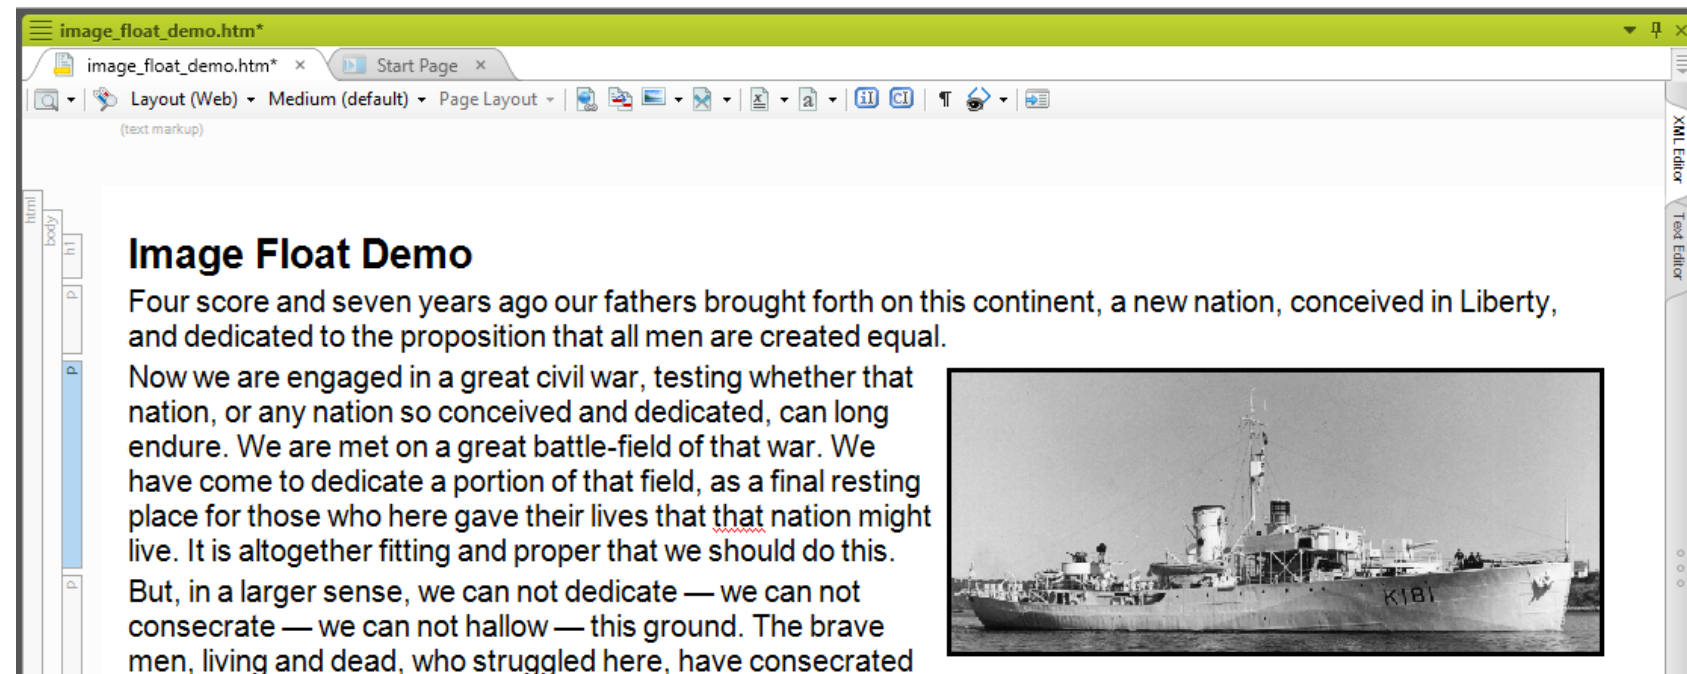 image_float_demo.htm*
image_float_demo.htm* × Start Page ×
Layout (Web) Medium (default) Page Layout x a iI CI ¶
(text markup)
XML Editor
Text Editor
html
body
h1
Image Float Demo
p
Four score and seven years ago our fathers brought forth on this continent, a new nation, conceived in Liberty,
and dedicated to the proposition that all men are created equal.
p
Now we are engaged in a great civil war, testing whether that
nation, or any nation so conceived and dedicated, can long
endure. We are met on a great battle-field of that war. We
have come to dedicate a portion of that field, as a final resting
place for those who here gave their lives that that nation might
live. It is altogether fitting and proper that we should do this.
p
But, in a larger sense, we can not dedicate — we can not
consecrate — we can not hallow — this ground. The brave
men, living and dead, who struggled here, have consecrated
K181